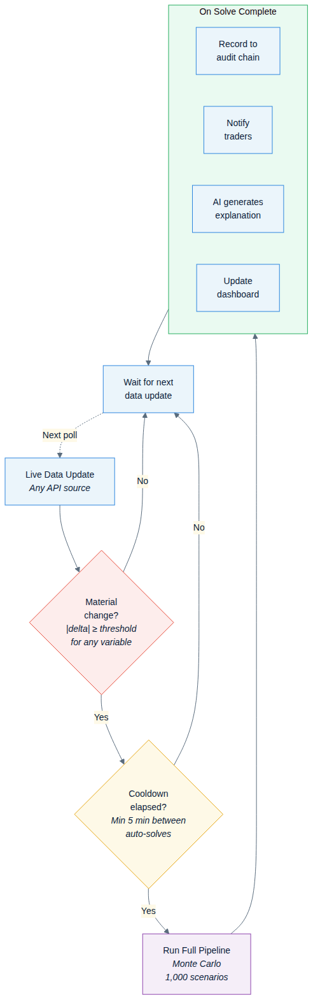 On Solve Complete
Record to
audit chain
Notify
traders
AI generates
explanation
Update
dashboard
Wait for next
data update
Next poll
Live Data Update
Any API source
No
No
Material
change?
|delta| ≥ threshold
for any variable
Yes
Cooldown
elapsed?
Min 5 min between
auto-solves
Yes
Run Full Pipeline
Monte Carlo
1,000 scenarios